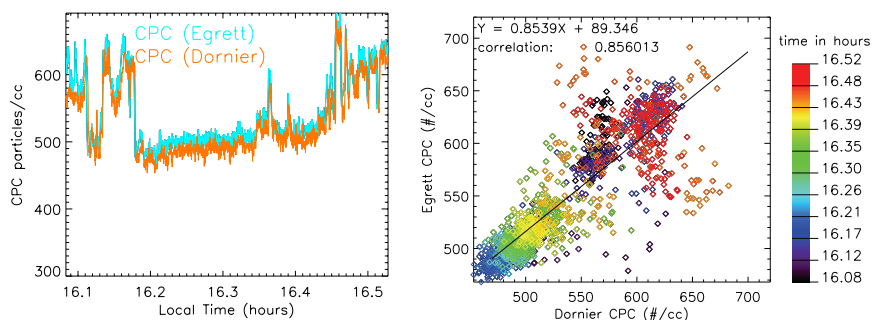 CPC (Egrett)
CPC (Dornier)
600
500
400
300
CPC particles/cc
16.1 16.2 16.3 16.4 16.5
Local Time (hours)
Y = 0.8539X + 89.346
correlation: 0.856013
700
650
600
550
500
Egrett CPC (#/cc)
500 550 600 650 700
Dornier CPC (#/cc)
time in hours
16.52
16.48
16.43
16.39
16.35
16.30
16.26
16.21
16.17
16.12
16.08